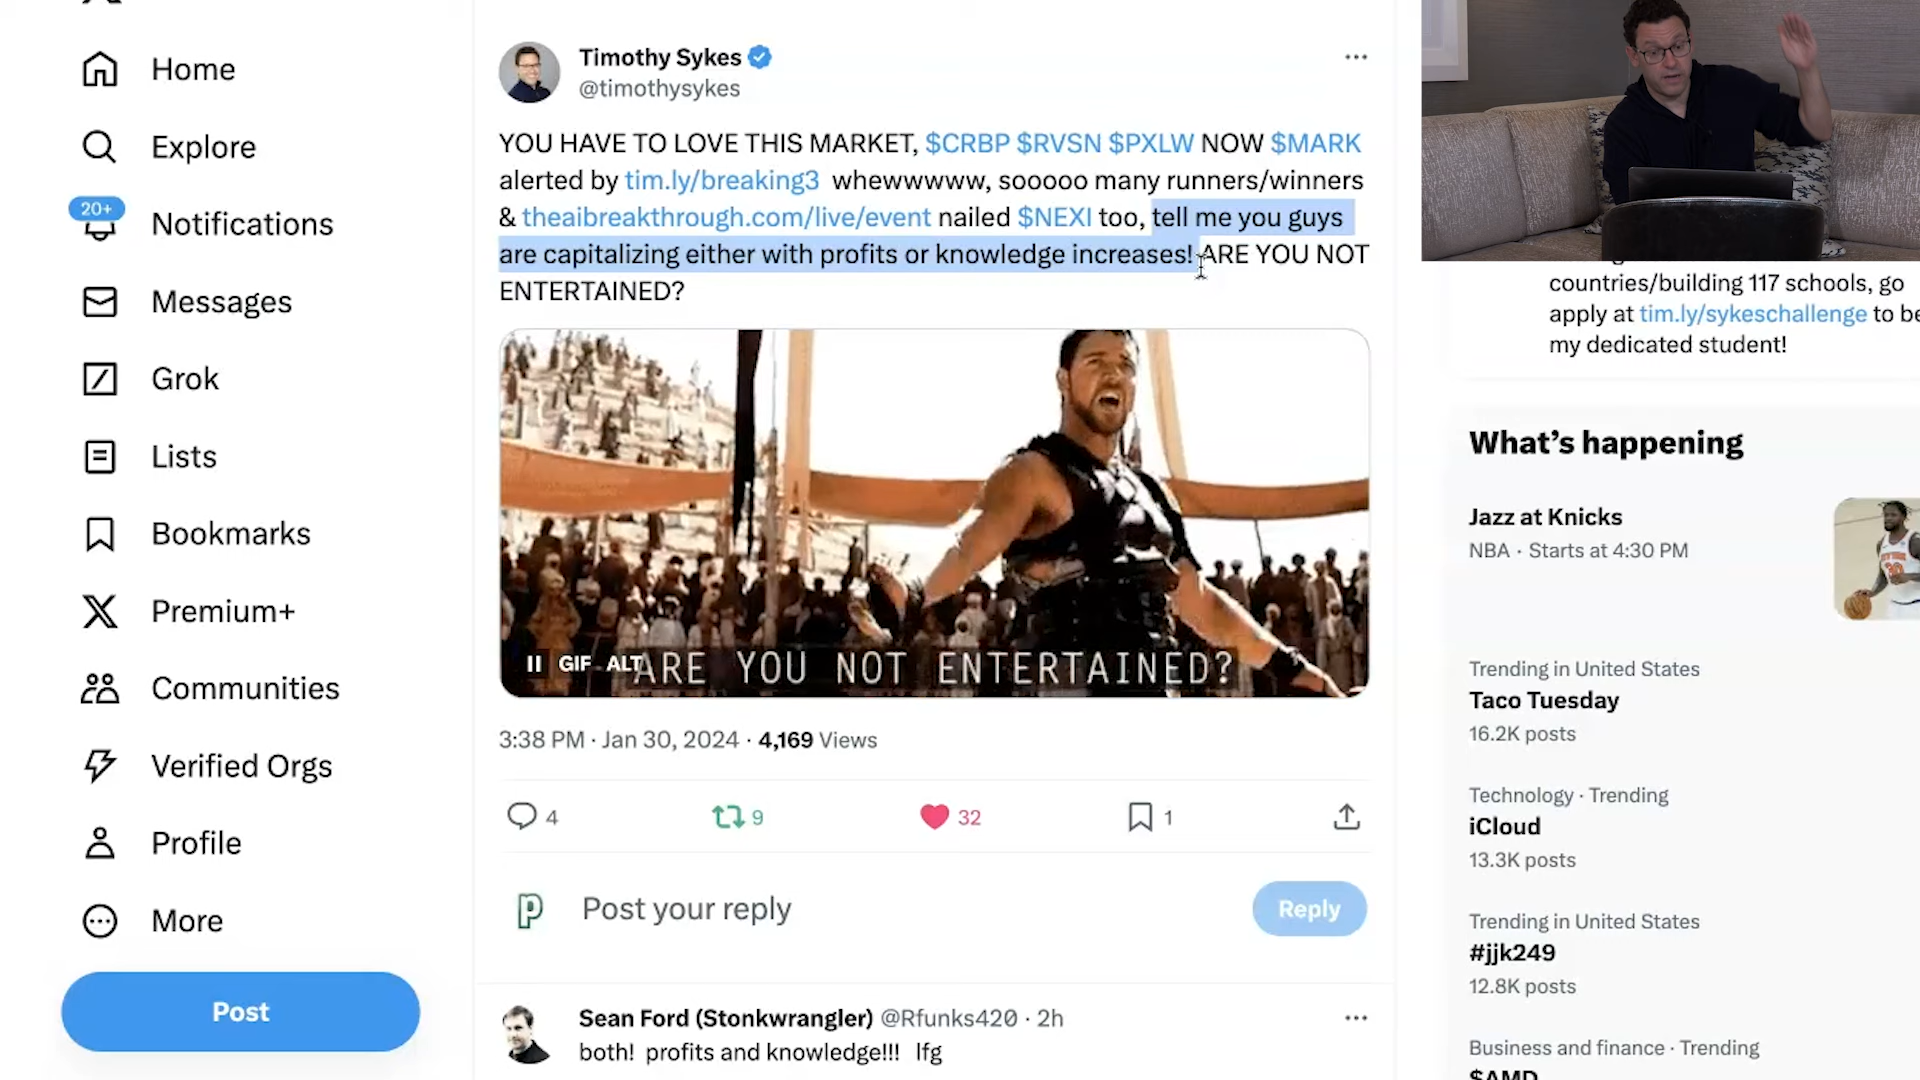 Home
Explore
20+
Notifications
Messages
Grok
Lists
Bookmarks
Premium+
Communities
Verified Orgs
Profile
More
Post
Timothy Sykes
@timothysykes
YOU HAVE TO LOVE THIS MARKET, $CRBP $RVSN $PXLW NOW $MARK
alerted by tim.ly/breaking3 whewwwww, sooooo many runners/winners
& theaibreakthrough.com/live/event nailed $NEXI too, tell me you guys
are capitalizing either with profits or knowledge increases! ARE YOU NOT
ENTERTAINED?
GIF ALT
ARE YOU NOT ENTERTAINED?
3:38 PM · Jan 30, 2024 · 4,169 Views
4
9
32
1
Post your reply
Reply
Sean Ford (Stonkwrangler) @Rfunks420 · 2h
both! profits and knowledge!!! lfg
countries/building 117 schools, go
apply at tim.ly/sykeschallenge to be
my dedicated student!
What's happening
Jazz at Knicks
NBA · Starts at 4:30 PM
Trending in United States
Taco Tuesday
16.2K posts
Technology · Trending
iCloud
13.3K posts
Trending in United States
#jjk249
12.8K posts
Business and finance · Trending
$AMD